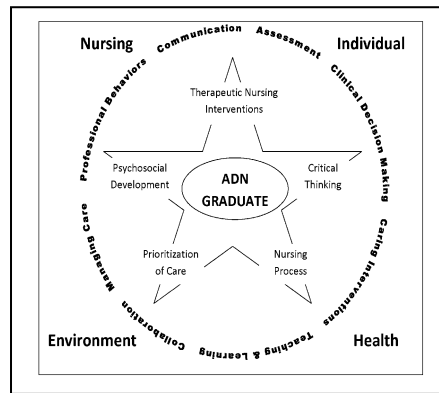 Nursing
Individual
Professional Behaviors
Communication
Assessment
Clinical Decision Making
Caring Interventions
Teaching & Learning
Collaboration
Managing Care
Therapeutic Nursing
Interventions
Psychosocial
Development
ADN
GRADUATE
Critical
Thinking
Prioritization
of Care
Nursing
Process
Environment
Health